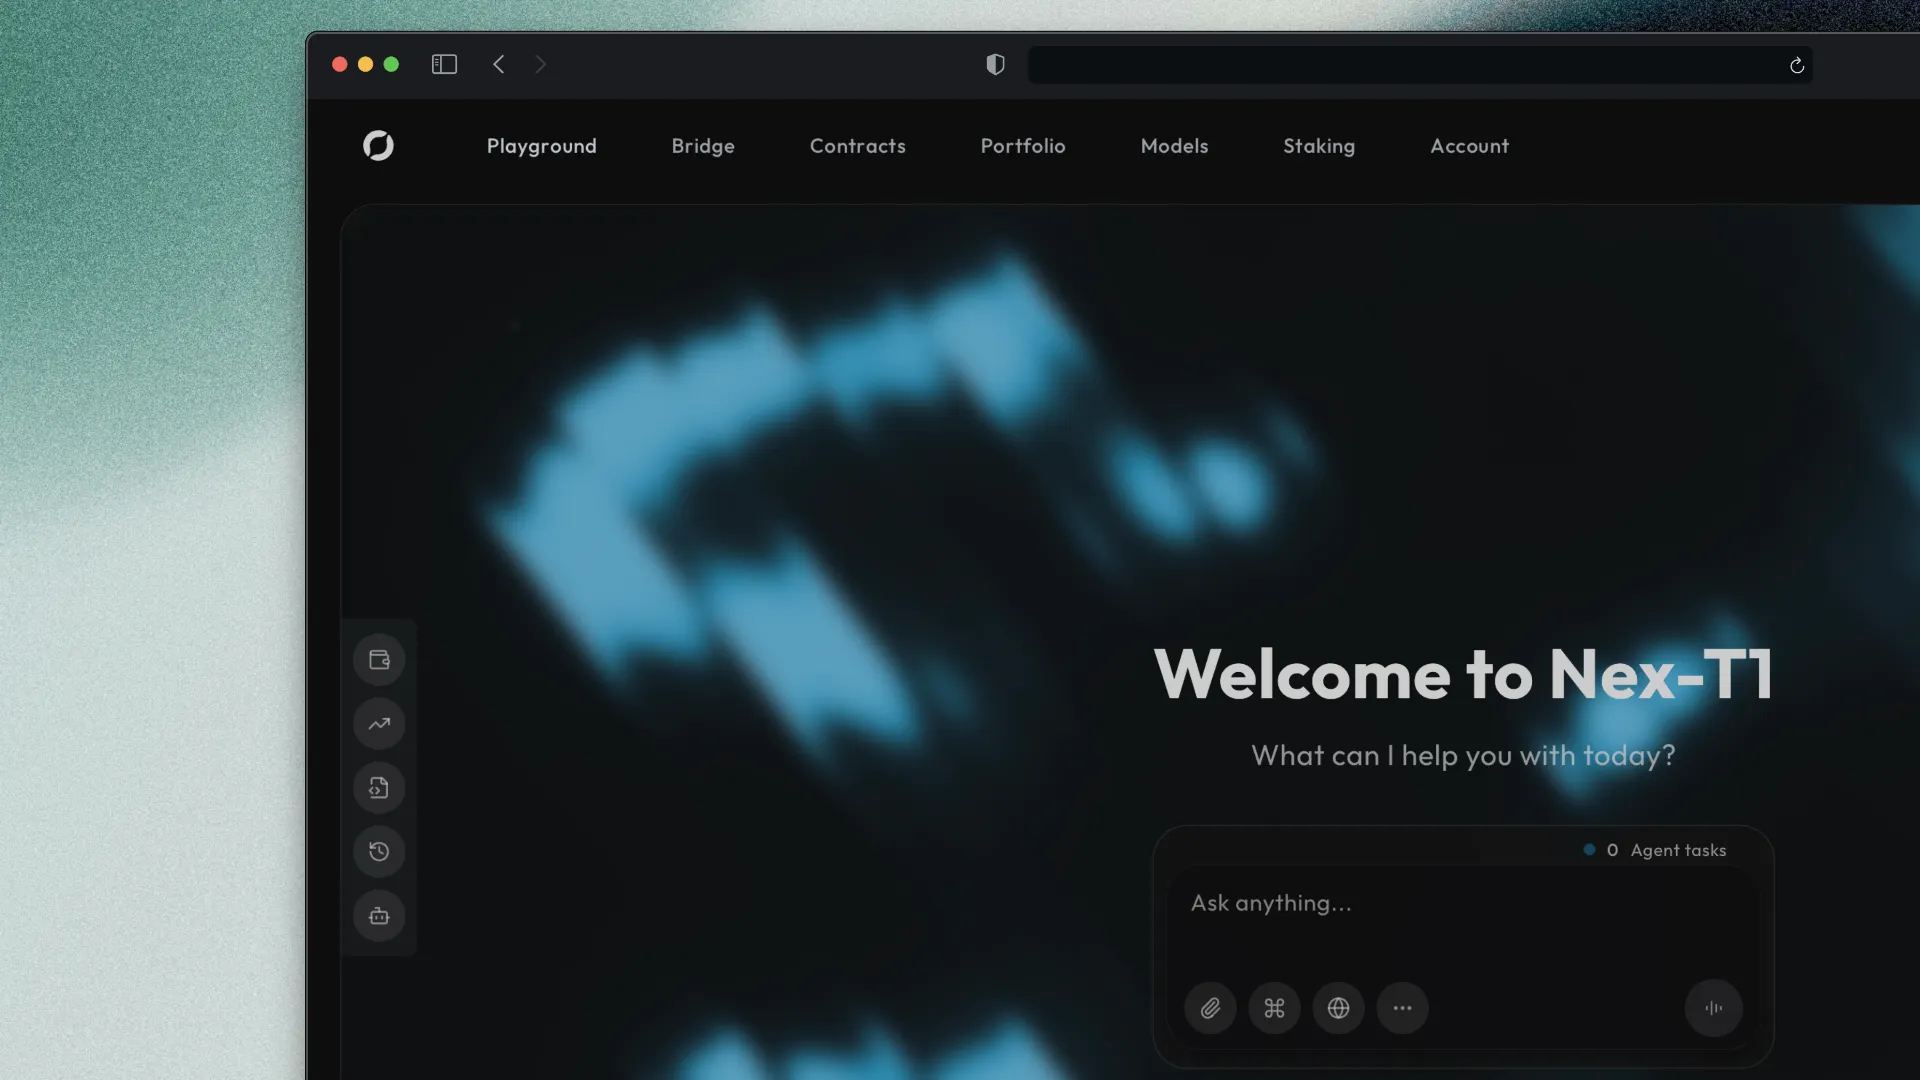 Playground Bridge Contracts Portfolio Models Staking Account
Welcome to Nex-T1
What can I help you with today?
0 Agent tasks
Ask anything...